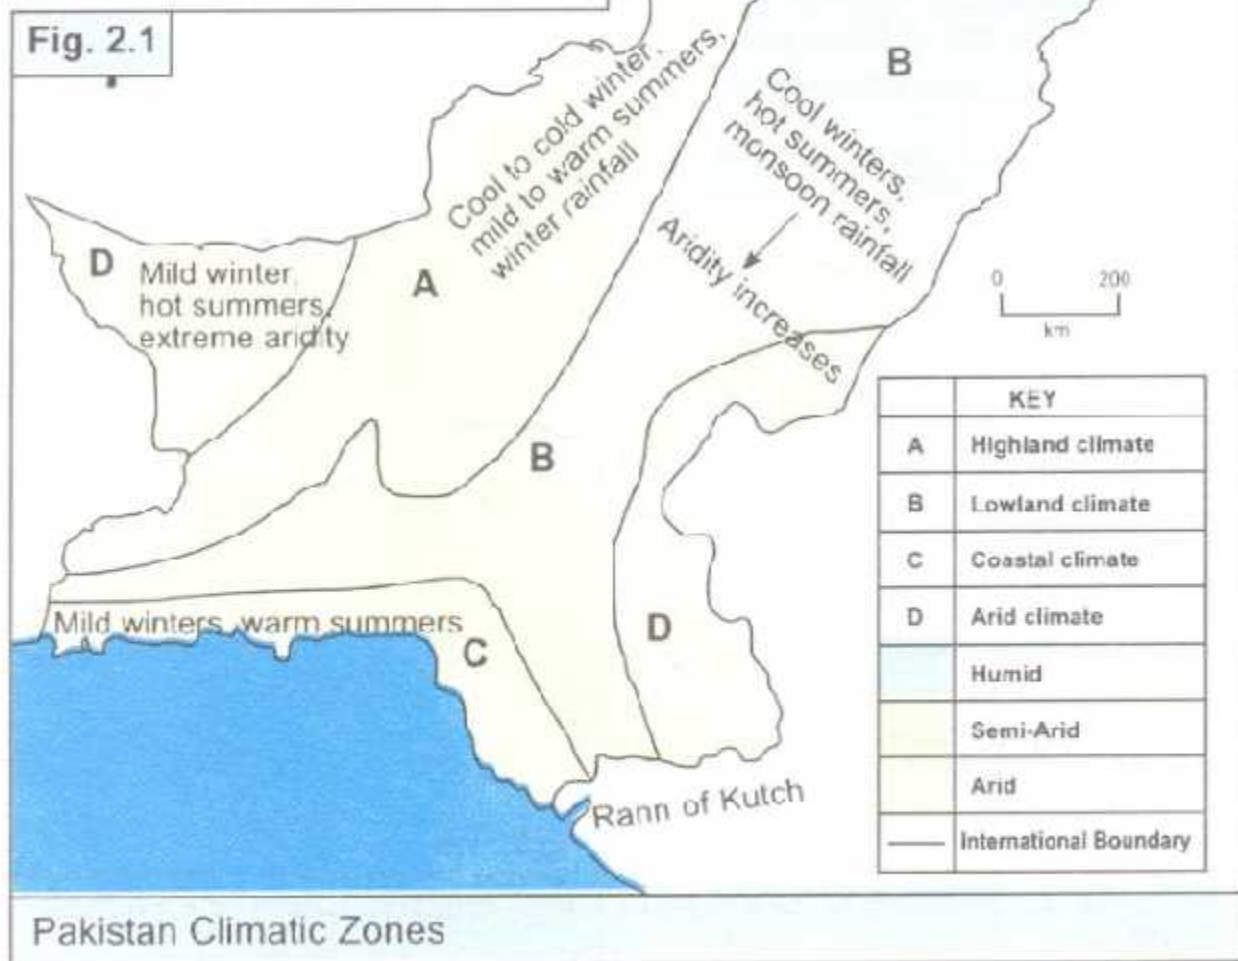 Fig. 2.1
B
Cool to cold winter,
mild to warm summers,
winter rainfall
Cool winters,
hot summers,
monsoon rainfall
Aridity increases
D
Mild winter,
hot summers,
extreme aridity
A
0 200
km
B
KEY
A Highland climate
B Lowland climate
C Coastal climate
D Arid climate
Humid
Semi-Arid
Arid
International Boundary
Mild winters, warm summers
C
D
Rann of Kutch
Pakistan Climatic Zones